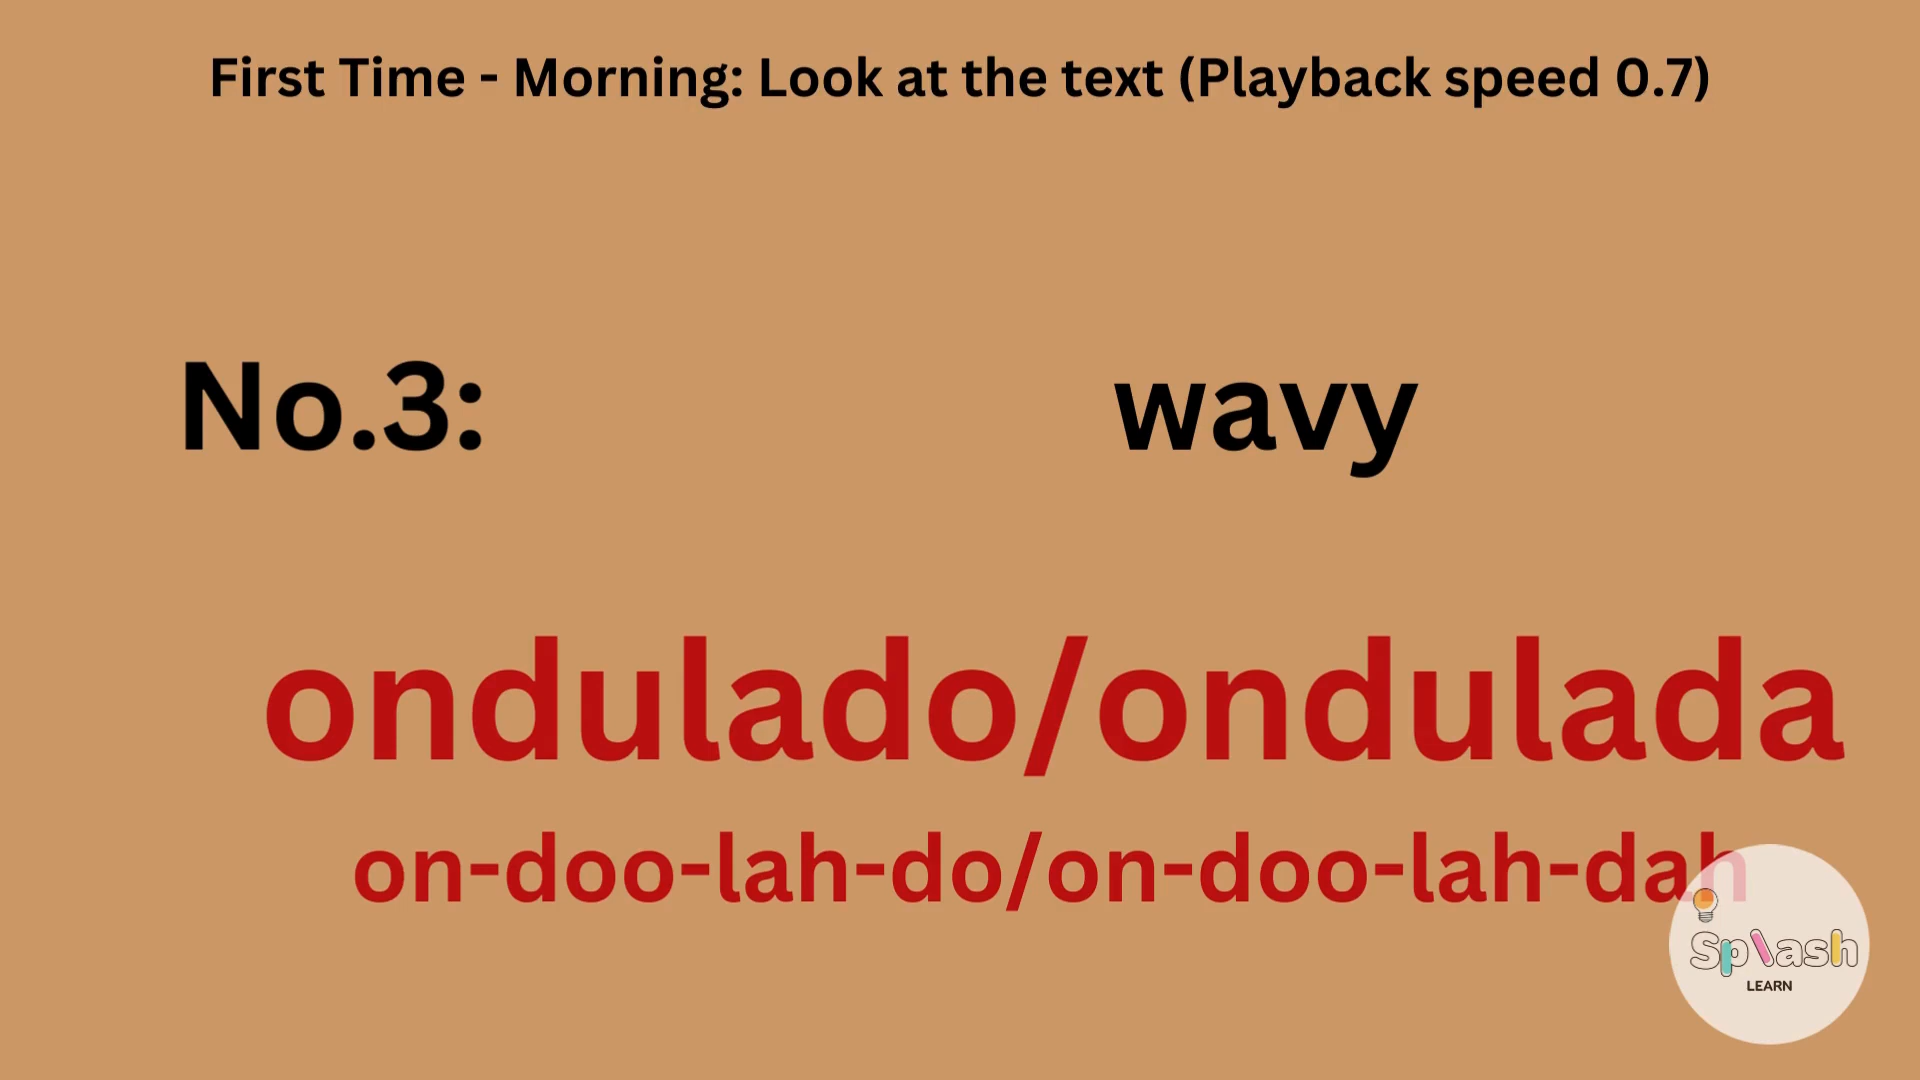 First Time - Morning: Look at the text (Playback speed 0.7)
No.3: wavy
ondulado/ondulada
on-doo-lah-do/on-doo-lah-dah
Splash
LEARN